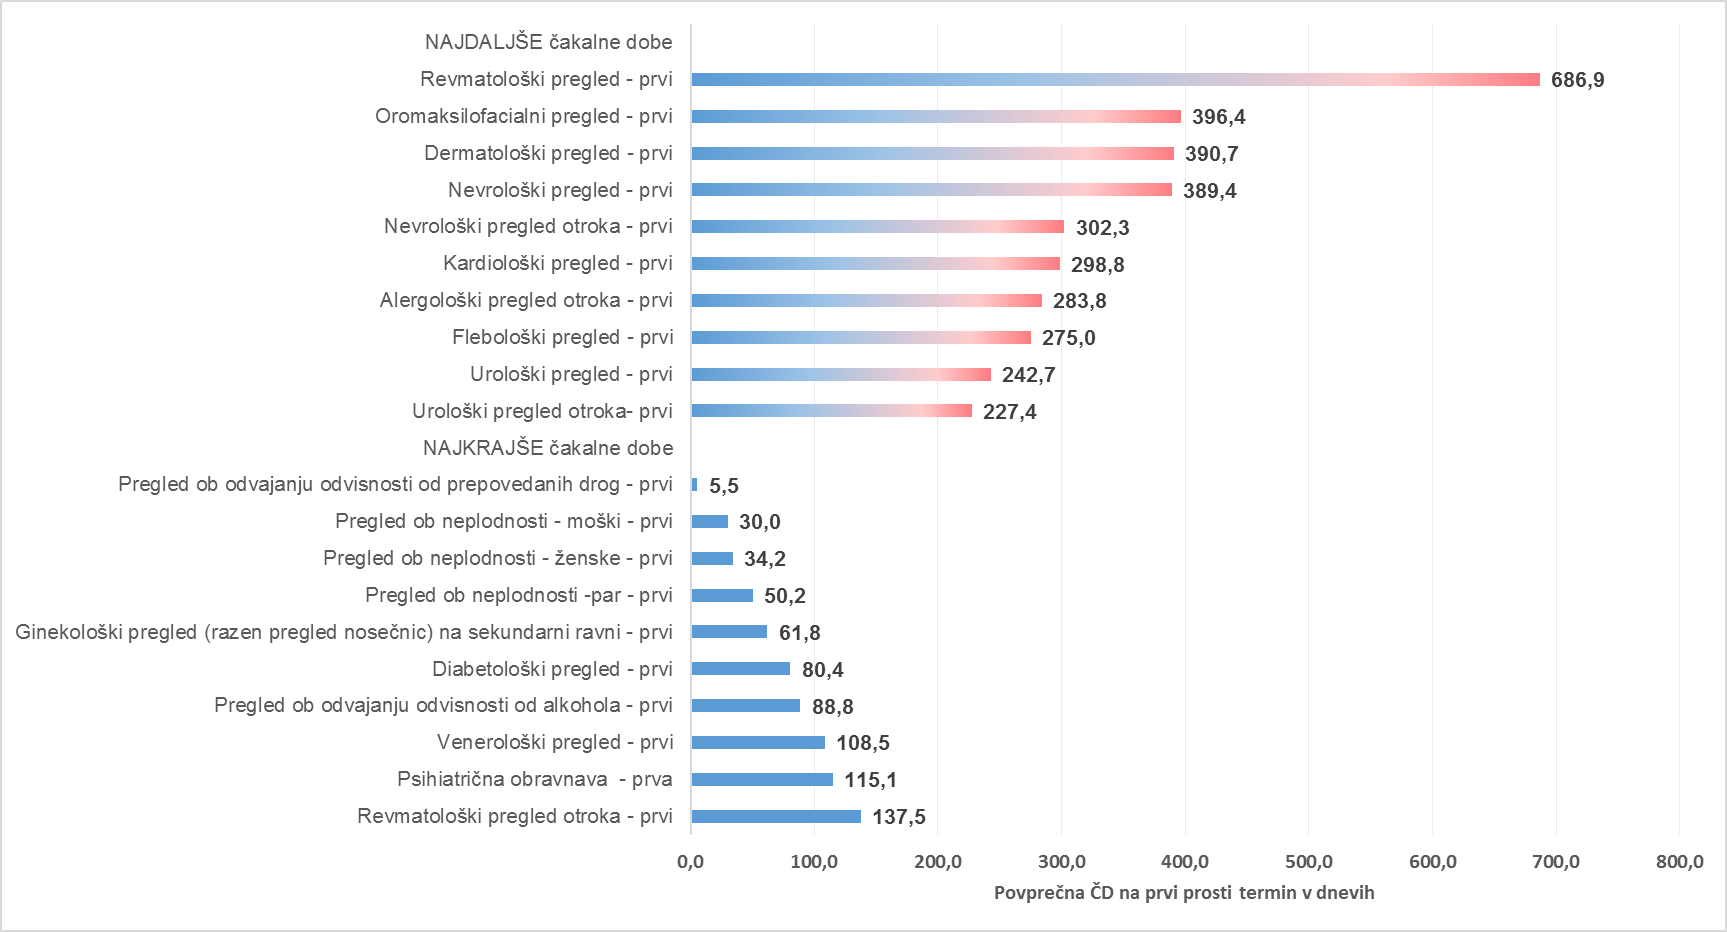 NAJDALJŠE čakalne dobe
Revmatološki pregled - prvi 686,9
Oromaksilofacialni pregled - prvi 396,4
Dermatološki pregled - prvi 390,7
Nevrološki pregled - prvi 389,4
Nevrološki pregled otroka - prvi 302,3
Kardiološki pregled - prvi 298,8
Alergološki pregled otroka - prvi 283,8
Flebološki pregled - prvi 275,0
Urološki pregled - prvi 242,7
Urološki pregled otroka- prvi 227,4
NAJKRAJŠE čakalne dobe
Pregled ob odvajanju odvisnosti od prepovedanih drog - prvi 5,5
Pregled ob neplodnosti - moški - prvi 30,0
Pregled ob neplodnosti - ženske - prvi 34,2
Pregled ob neplodnosti -par - prvi 50,2
Ginekološki pregled (razen pregled nosečnic) na sekundarni ravni - prvi 61,8
Diabetološki pregled - prvi 80,4
Pregled ob odvajanju odvisnosti od alkohola - prvi 88,8
Venerološki pregled - prvi 108,5
Psihiatrična obravnava  - prva 115,1
Revmatološki pregled otroka - prvi 137,5
0,0 100,0 200,0 300,0 400,0 500,0 600,0 700,0 800,0
Povprečna ČD na prvi prosti termin v dnevih